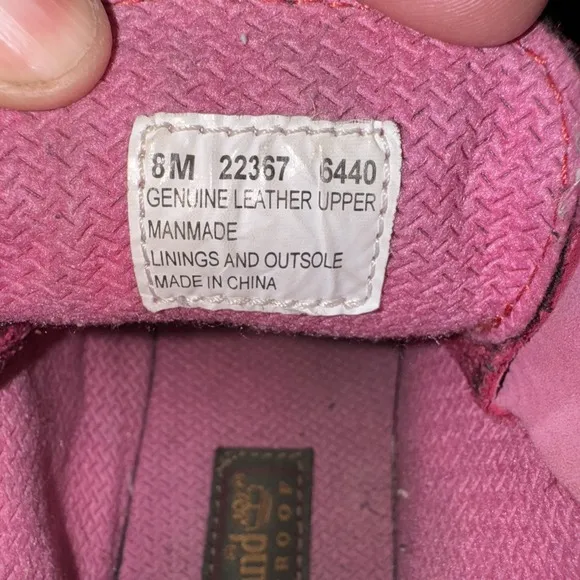 8M 22367 6440
GENUINE LEATHER UPPER
MANMADE
LININGS AND OUTSOLE
MADE IN CHINA